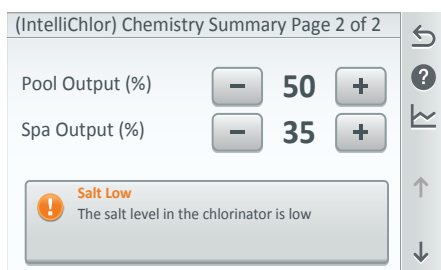 (IntelliChlor) Chemistry Summary Page 2 of 2
Pool Output (%) − 50 +
Spa Output (%) − 35 +
Salt Low
The salt level in the chlorinator is low